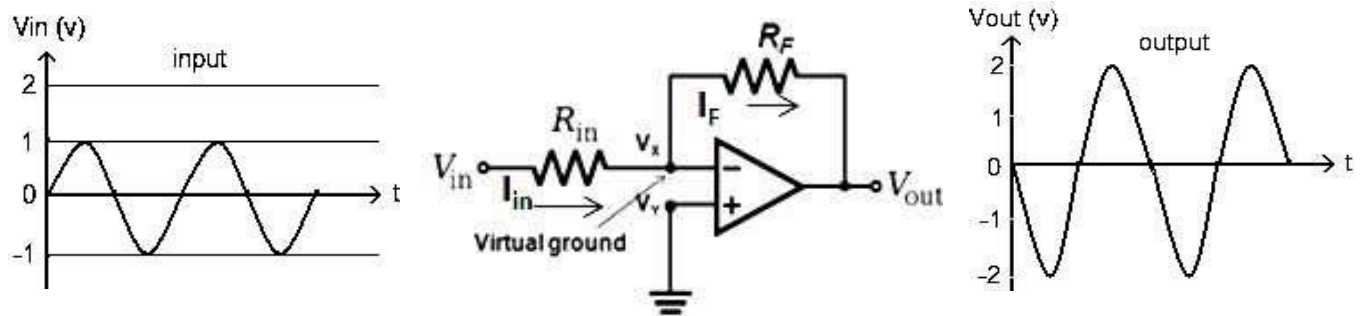 Vin (v)
input
2
1
0
-1
t
R_F
I_F
R_in
V_x
V_in
I_in
V_Y
Virtual ground
−
+
V_out
Vout (v)
output
2
1
0
-1
-2
t